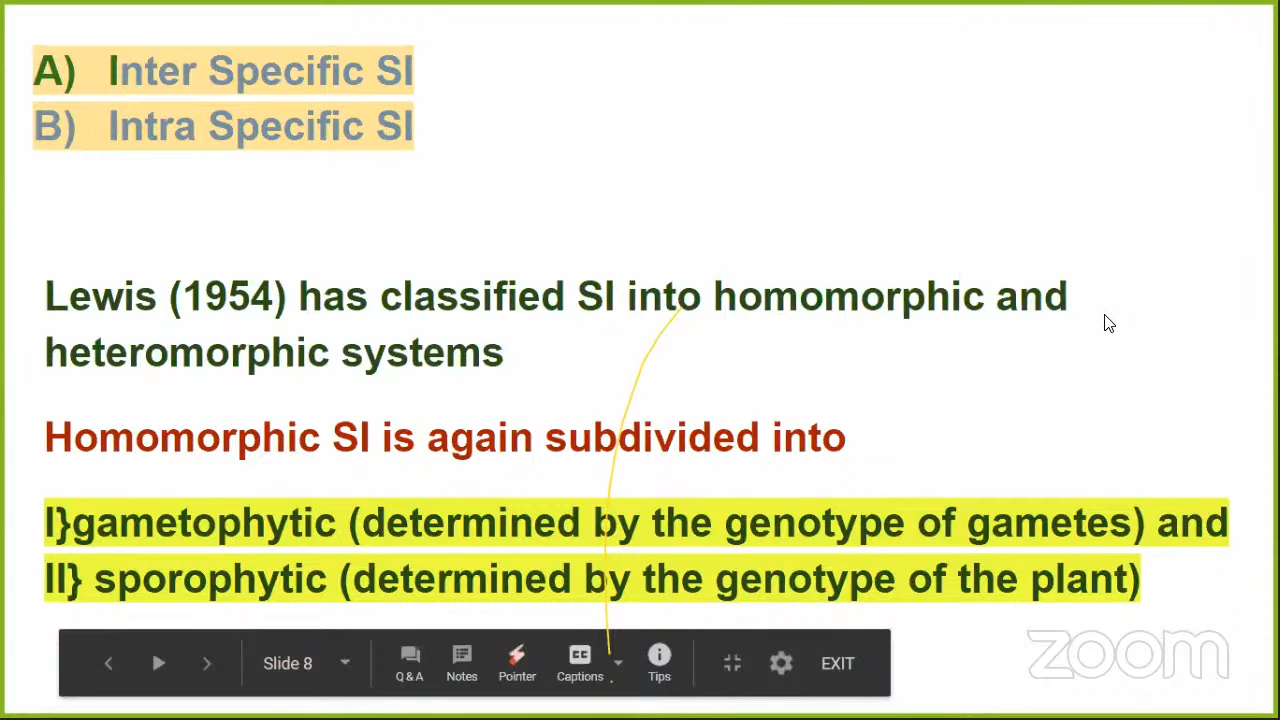 A) Inter Specific SI
B) Intra Specific SI
Lewis (1954) has classified SI into homomorphic and
heteromorphic systems
Homomorphic SI is again subdivided into
I}gametophytic (determined by the genotype of gametes) and
II} sporophytic (determined by the genotype of the plant)
Slide 8 Q & A Notes Pointer CC Captions Tips EXIT
zoom